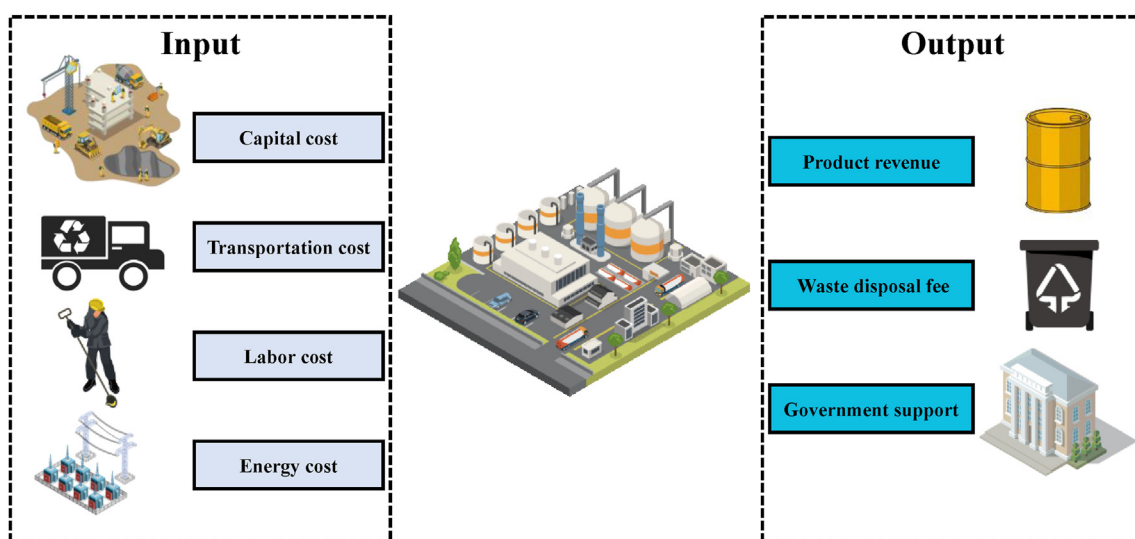 Input
Capital cost
Transportation cost
Labor cost
Energy cost
Output
Product revenue
Waste disposal fee
Government support